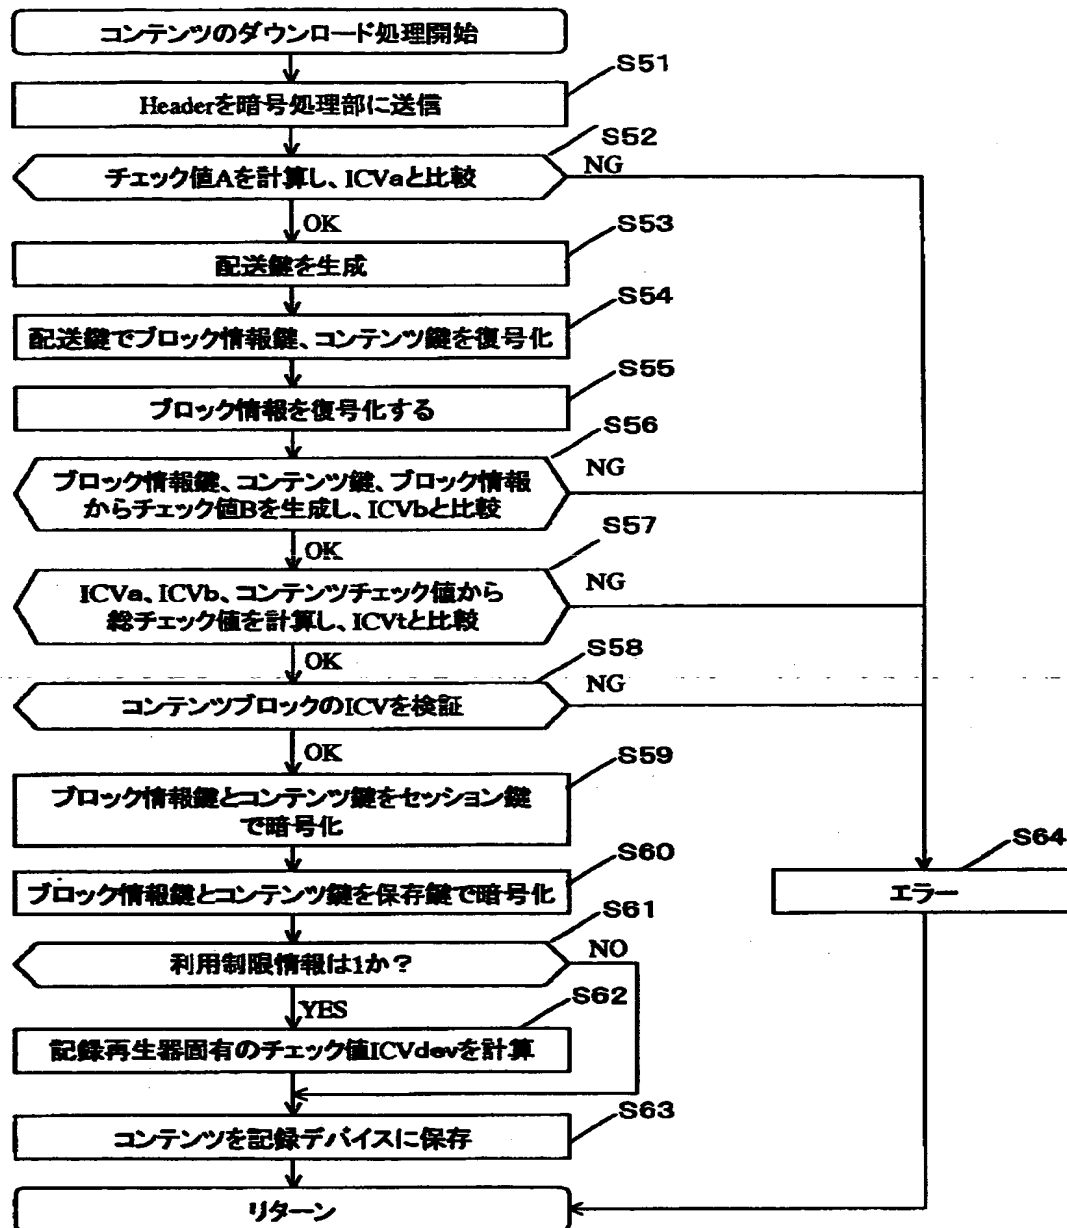 コンテンツのダウンロード処理開始
S51
Headerを暗号処理部に送信
S52
チェック値Aを計算し、ICVaと比較
NG
OK
S53
配送鍵を生成
S54
配送鍵でブロック情報鍵、コンテンツ鍵を復号化
S55
ブロック情報を復号化する
S56
ブロック情報鍵、コンテンツ鍵、ブロック情報
からチェック値Bを生成し、ICVbと比較
NG
OK
S57
ICVa、ICVb、コンテンツチェック値から
総チェック値を計算し、ICVtと比較
NG
OK
S58
コンテンツブロックのICVを検証
NG
OK
S59
ブロック情報鍵とコンテンツ鍵をセッション鍵
で暗号化
S60
ブロック情報鍵とコンテンツ鍵を保存鍵で暗号化
S64
エラー
S61
利用制限情報は1か?
NO
YES
S62
記録再生器固有のチェック値ICVdevを計算
S63
コンテンツを記録デバイスに保存
リターン